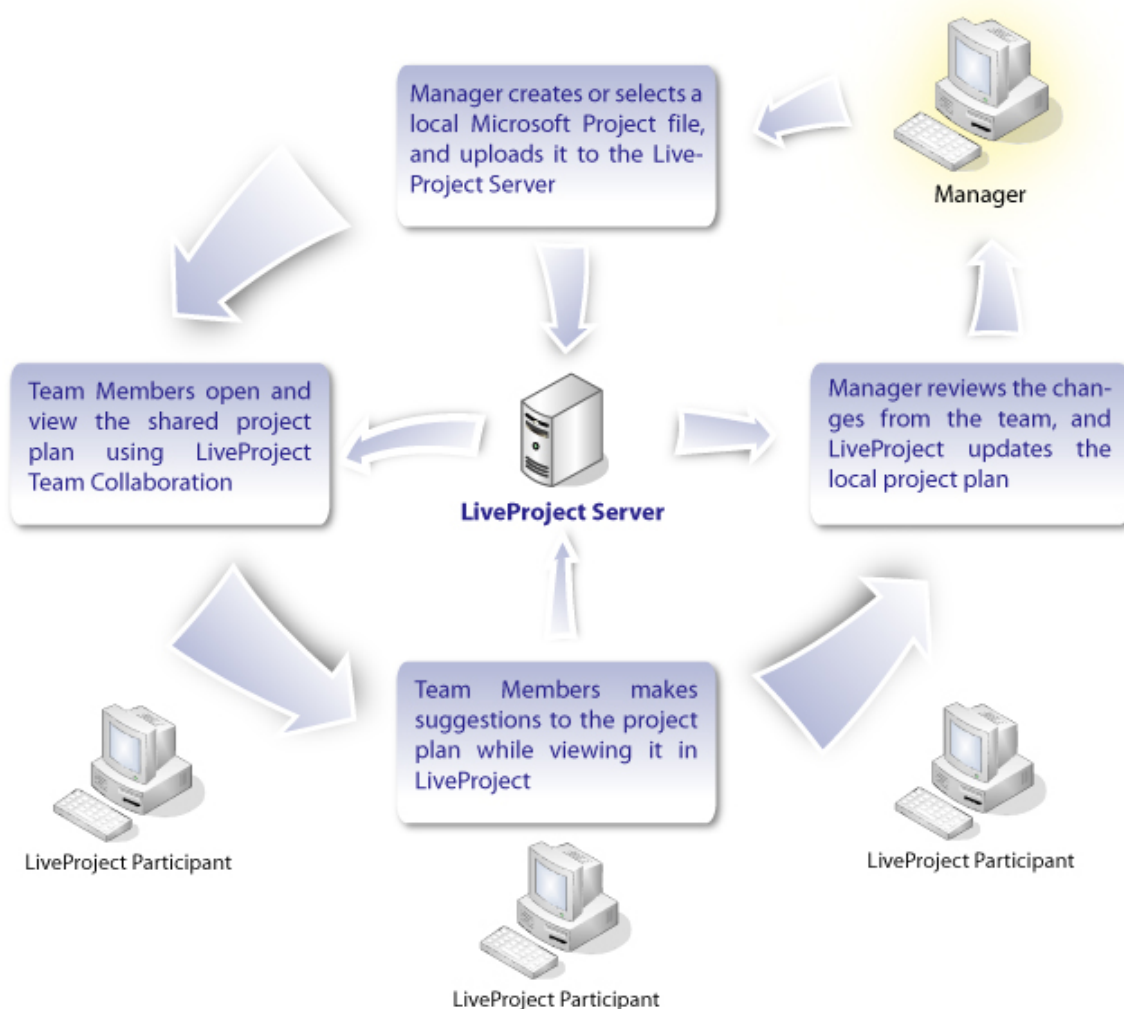 Manager creates or selects a
local Microsoft Project file,
and uploads it to the Live-
Project Server
Manager
Team Members open and
view the shared project
plan using LiveProject
Team Collaboration
LiveProject Server
Manager reviews the chan-
ges from the team, and
LiveProject updates the
local project plan
Team Members makes
suggestions to the project
plan while viewing it in
LiveProject
LiveProject Participant
LiveProject Participant
LiveProject Participant